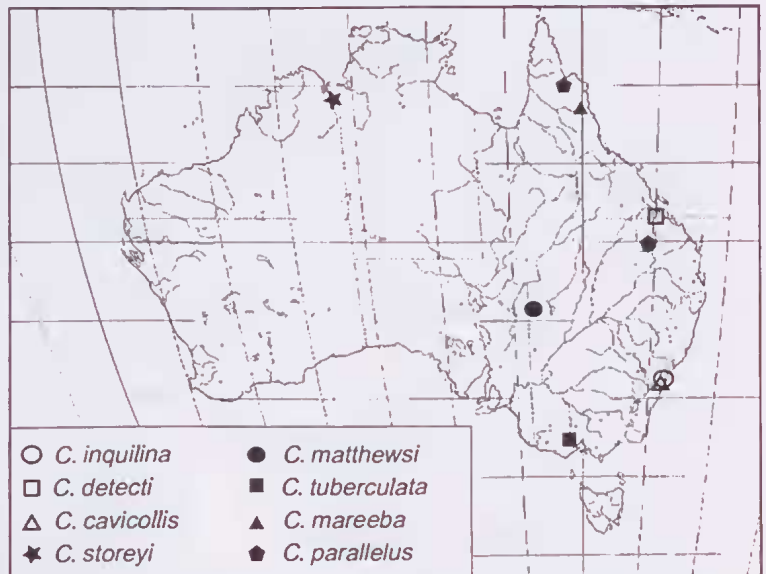 C. inquilina
C. detecti
C. cavicollis
C. storeyi
C. matthewsi
C. tuberculata
C. mareeba
C. parallelus